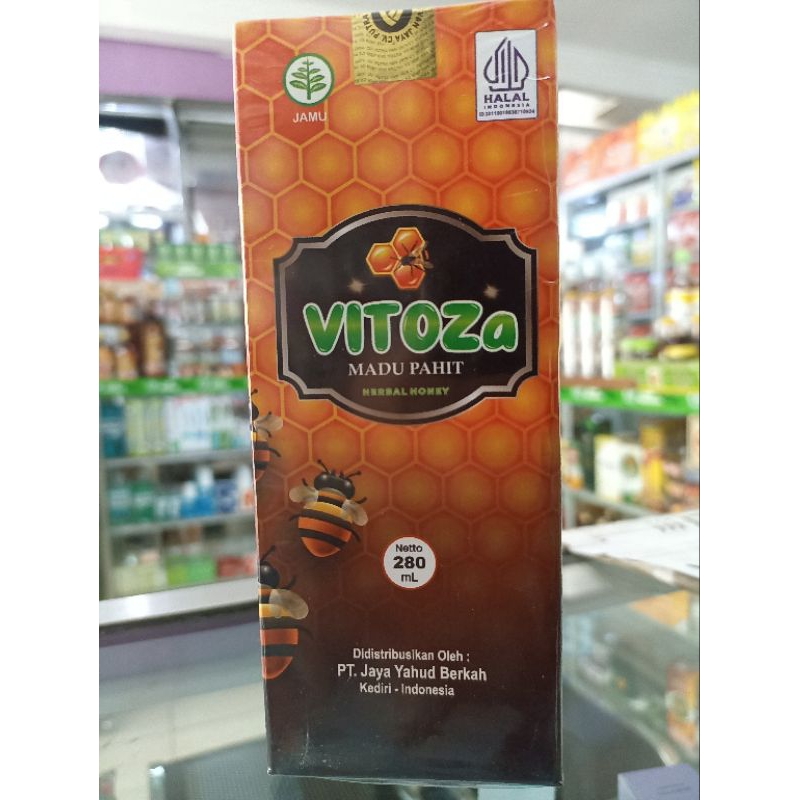 JAMU
HALAL
INDONESIA
VITOZa
MADU PAHIT
HERBAL HONEY
Netto
280
mL
Didistribusikan Oleh :
PT. Jaya Yahud Berkah
Kediri - Indonesia